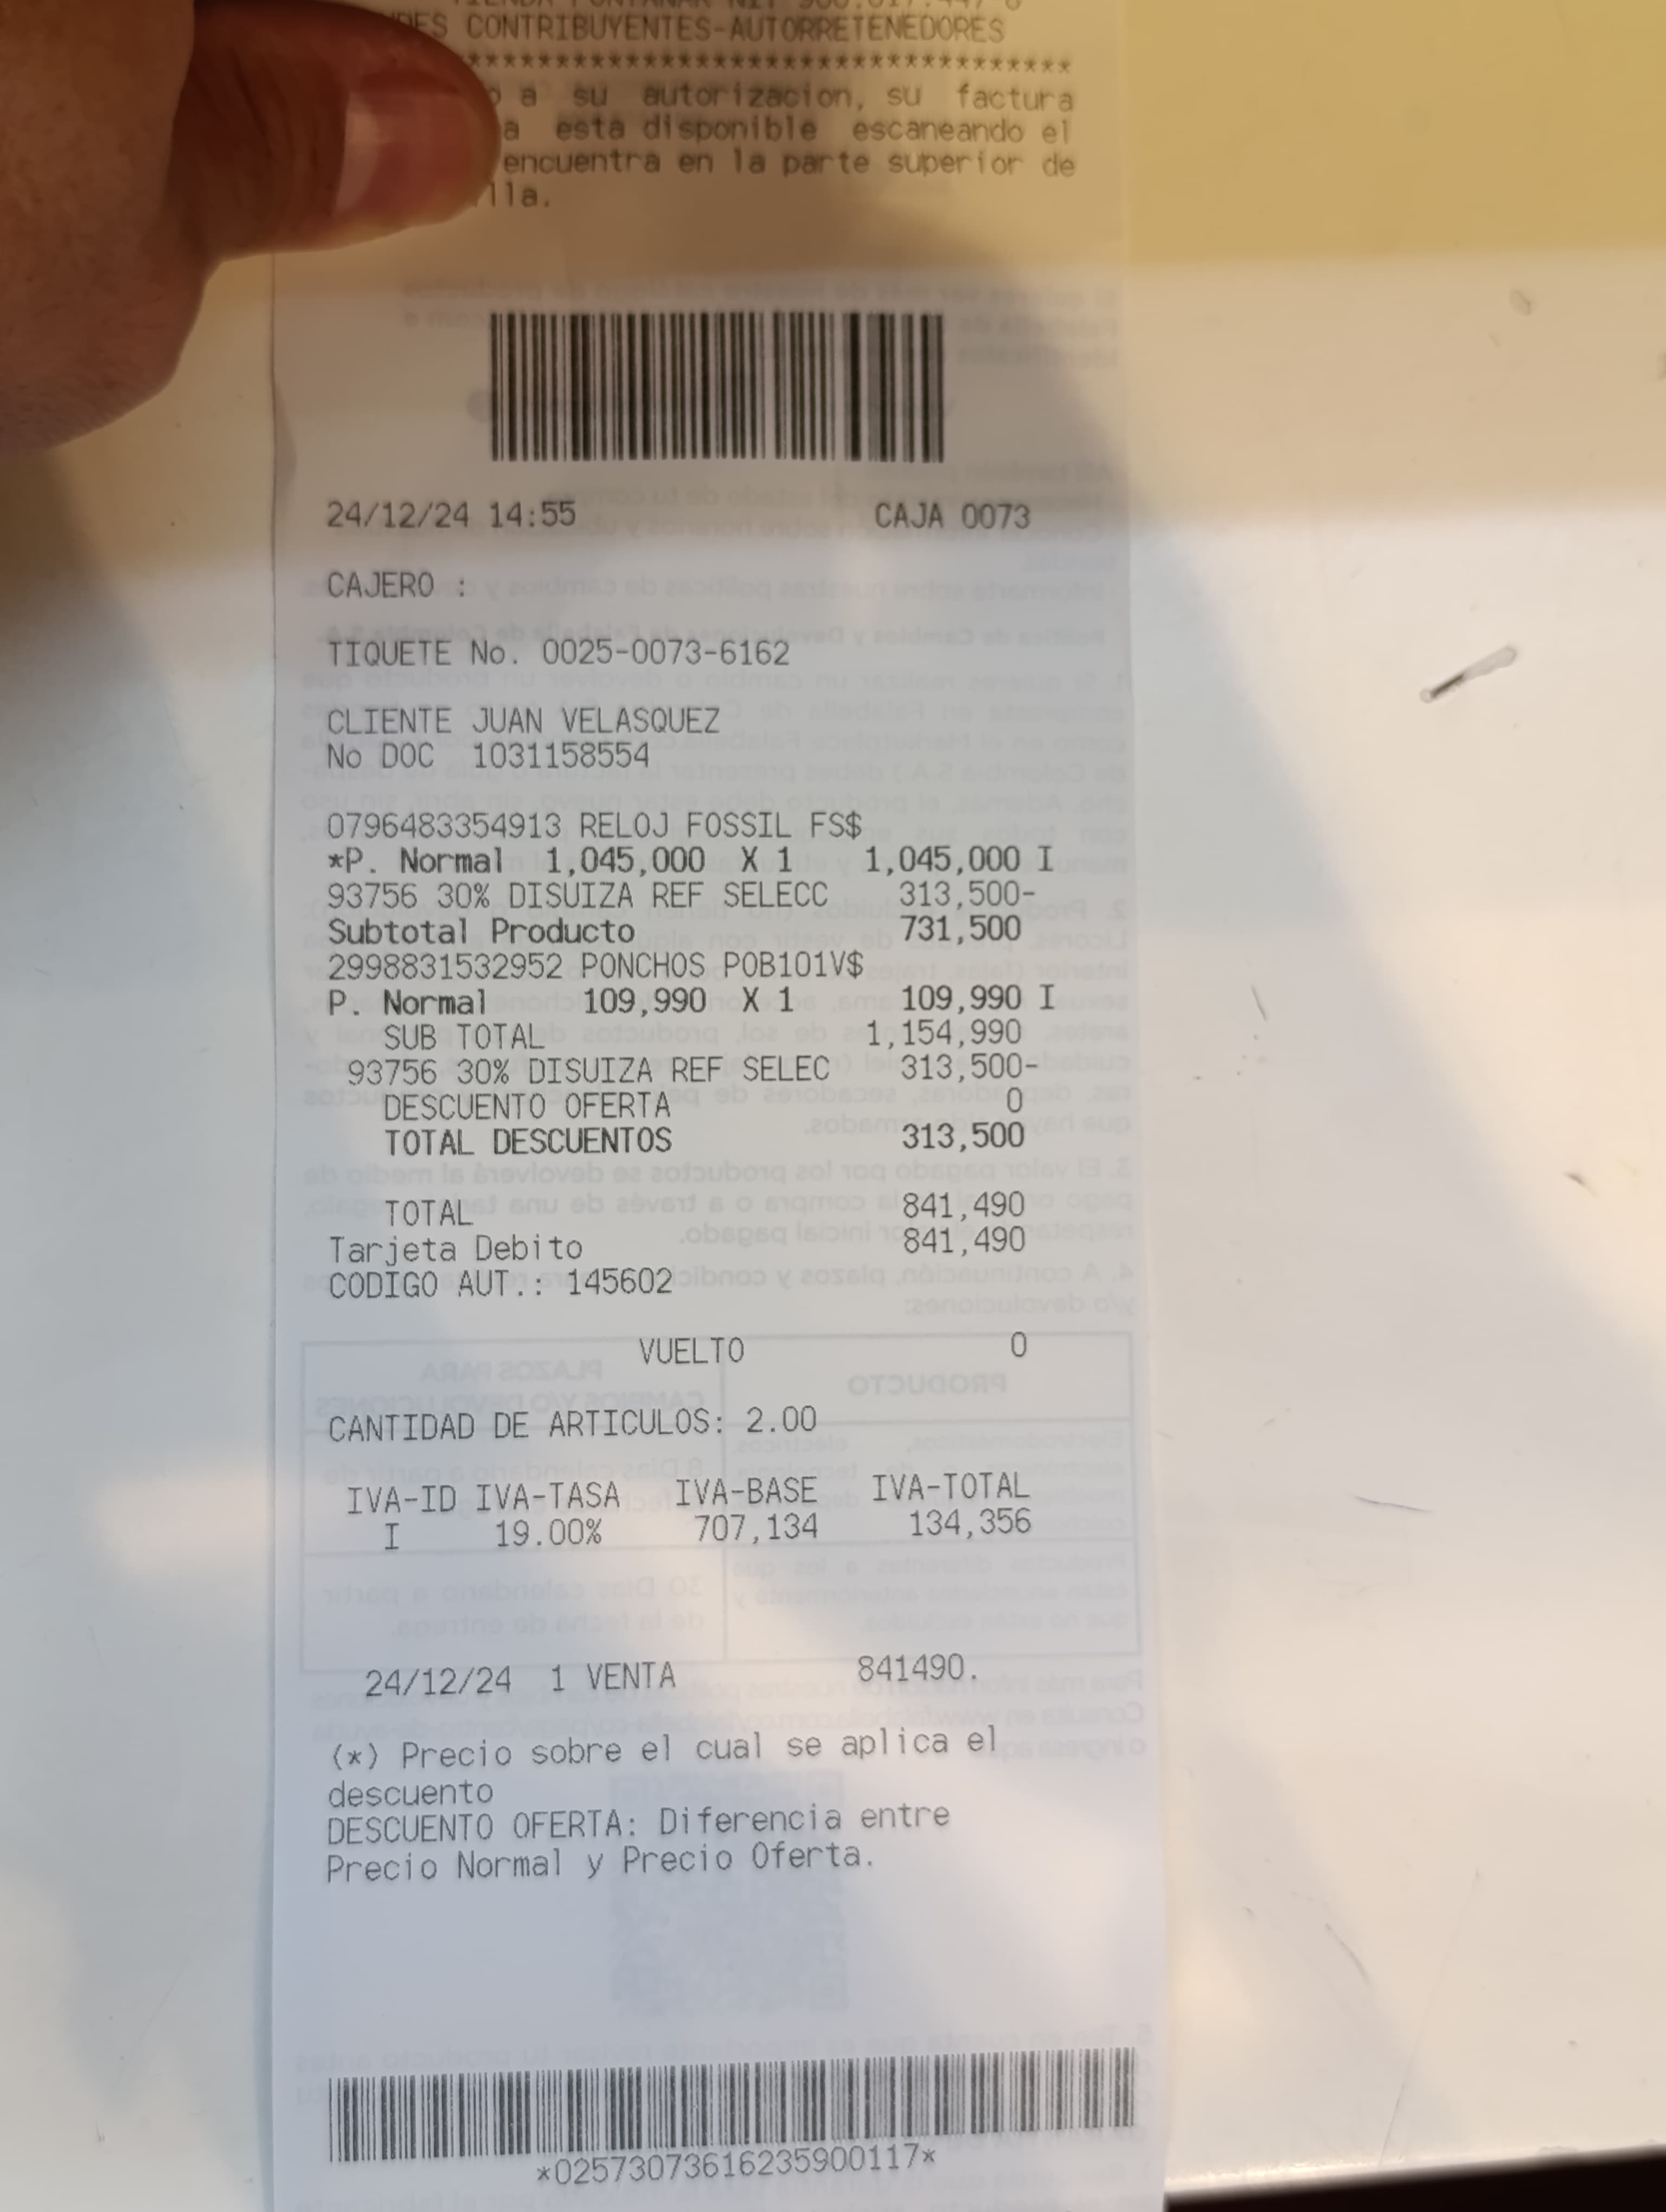 CONTRIBUYENTES-AUTORRETENEDORES
**********************************
a su autorizacion, su factura
esta disponible escaneando el
encuentra en la parte superior de
lla.
24/12/24 14:55 CAJA 0073
CAJERO :
TIQUETE No. 0025-0073-6162
CLIENTE JUAN VELASQUEZ
No DOC 1031158554
0796483354913 RELOJ FOSSIL FS$
*P. Normal 1,045,000 X 1 1,045,000 I
93756 30% DISUIZA REF SELECC 313,500-
Subtotal Producto 731,500
2998831532952 PONCHOS POB101V$
P. Normal 109,990 X 1 109,990 I
SUB TOTAL 1,154,990
93756 30% DISUIZA REF SELEC 313,500-
DESCUENTO OFERTA 0
TOTAL DESCUENTOS 313,500
TOTAL 841,490
Tarjeta Debito 841,490
CODIGO AUT.: 145602
VUELTO 0
CANTIDAD DE ARTICULOS: 2.00
IVA-ID IVA-TASA IVA-BASE IVA-TOTAL
I 19.00% 707,134 134,356
24/12/24 1 VENTA 841490.
(*) Precio sobre el cual se aplica el
descuento
DESCUENTO OFERTA: Diferencia entre
Precio Normal y Precio Oferta.
*02573073616235900117*